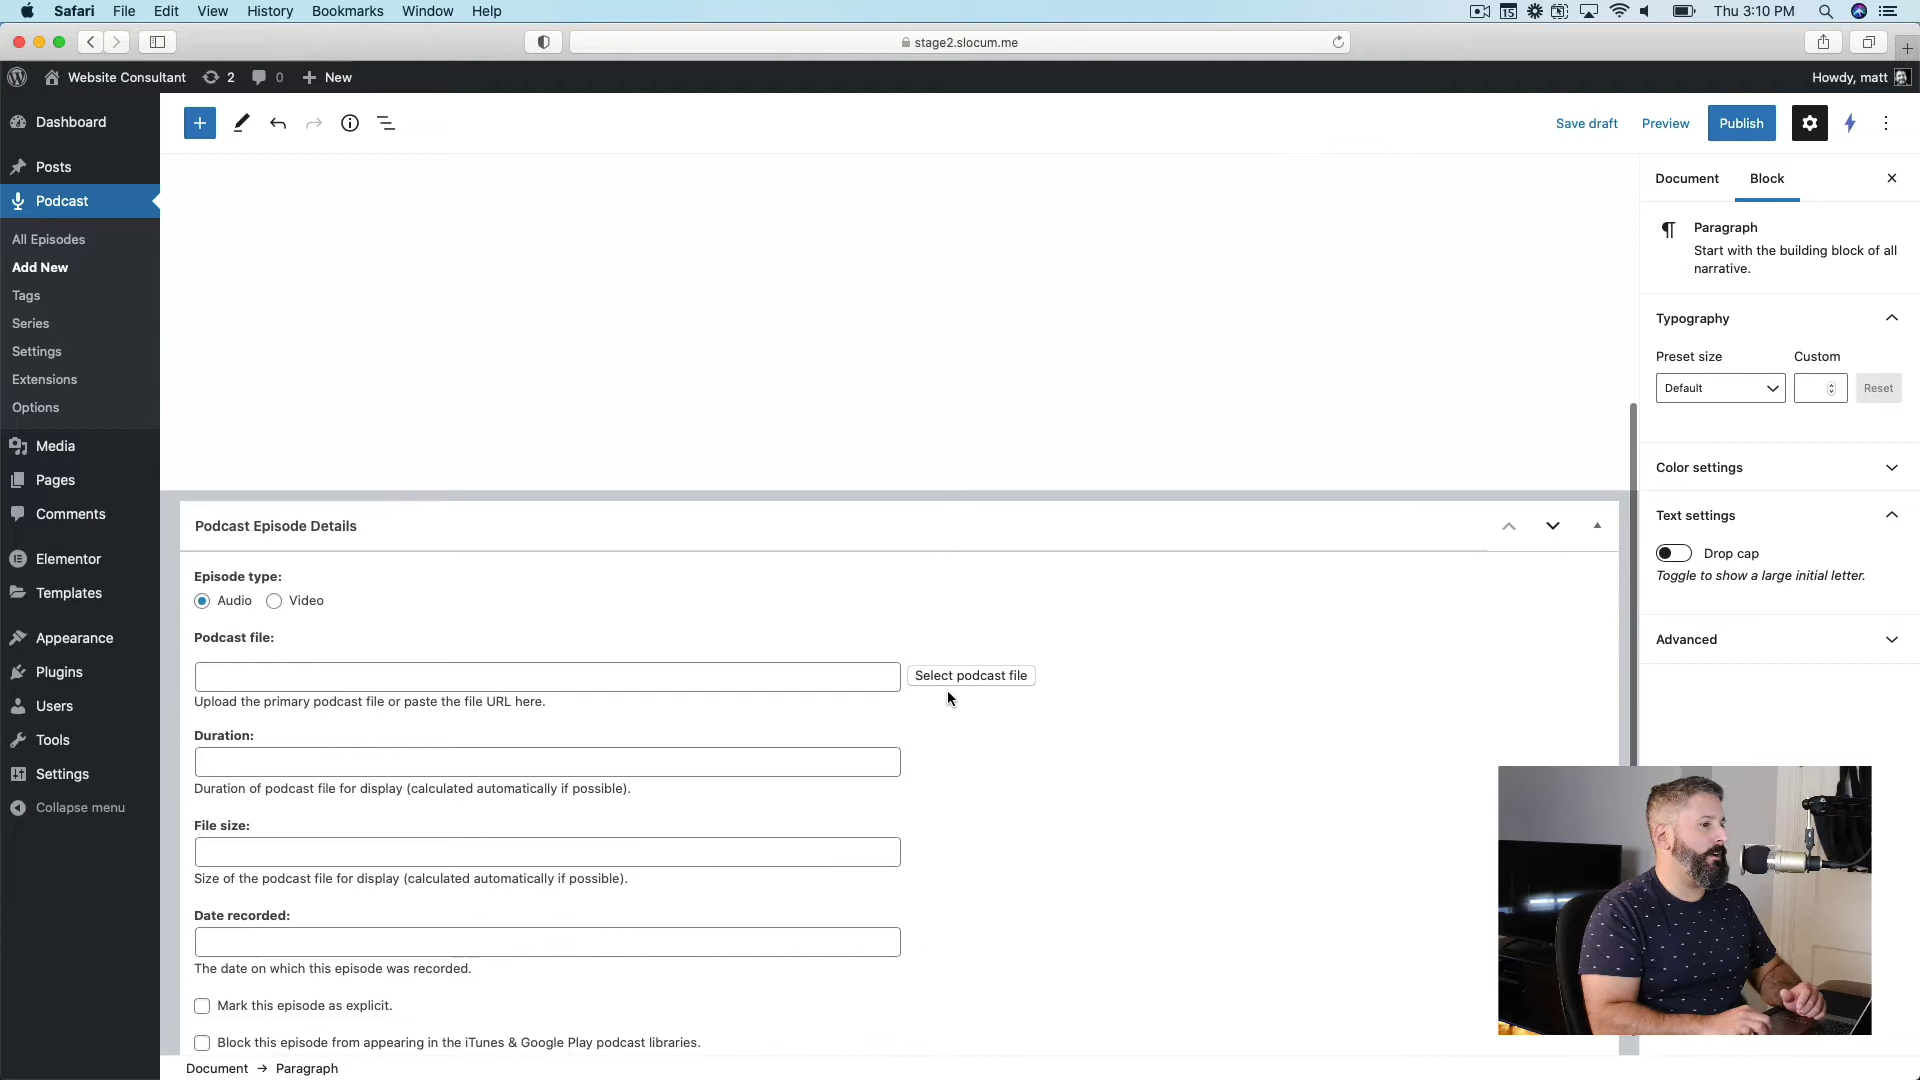 Safari File Edit View History Bookmarks Window Help
15 Thu 3:10 PM
stage2.slocum.me
Website Consultant 2 0 New
Howdy, matt
Dashboard
Posts
Podcast
All Episodes
Add New
Tags
Series
Settings
Extensions
Options
Media
Pages
Comments
Elementor
Templates
Appearance
Plugins
Users
Tools
Settings
Collapse menu
Save draft Preview Publish
Podcast Episode Details
Episode type:
Audio Video
Podcast file:
Select podcast file
Upload the primary podcast file or paste the file URL here.
Duration:
Duration of podcast file for display (calculated automatically if possible).
File size:
Size of the podcast file for display (calculated automatically if possible).
Date recorded:
The date on which this episode was recorded.
Mark this episode as explicit.
Block this episode from appearing in the iTunes & Google Play podcast libraries.
Document → Paragraph
Document Block
Paragraph
Start with the building block of all
narrative.
Typography
Preset size Custom
Default Reset
Color settings
Text settings
Drop cap
Toggle to show a large initial letter.
Advanced